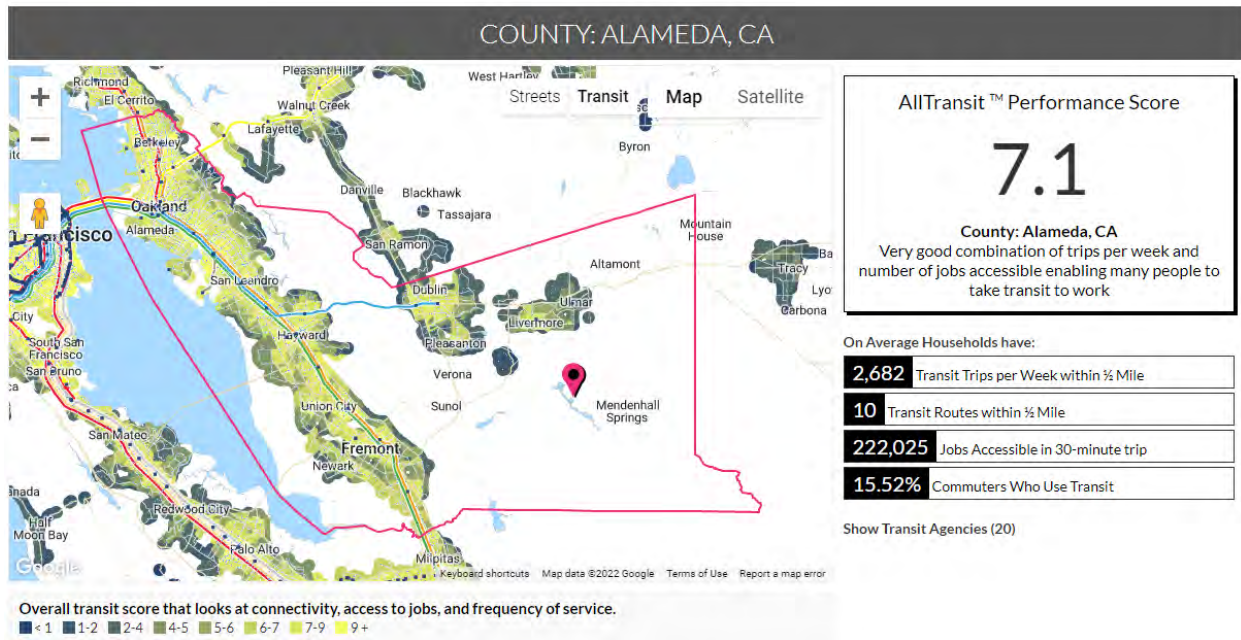 COUNTY: ALAMEDA, CA
+
−
Streets Transit Map Satellite
Richmond
El Cerrito
Pleasant Hill
West Hartley
Walnut Creek
Lafayette
Berkeley
Byron
Danville
Blackhawk
Tassajara
Oakland
Alameda
San Ramon
Mountain
House
San Leandro
Altamont
Tracy
Dublin
Ulmar
Carbona
City
Livermore
Hayward
Pleasanton
South San
Francisco
San Bruno
Verona
Union City
Sunol
Mendenhall
Springs
San Mateo
Fremont
Newark
Redwood City
Half
Moon Bay
Palo Alto
Milpitas
Google
Keyboard shortcuts Map data ©2022 Google Terms of Use Report a map error
Overall transit score that looks at connectivity, access to jobs, and frequency of service.
< 1 1-2 2-4 4-5 5-6 6-7 7-9 9 +
AllTransit ™ Performance Score
7.1
County: Alameda, CA
Very good combination of trips per week and
number of jobs accessible enabling many people to
take transit to work
On Average Households have:
2,682 Transit Trips per Week within ½ Mile
10 Transit Routes within ½ Mile
222,025 Jobs Accessible in 30-minute trip
15.52% Commuters Who Use Transit
Show Transit Agencies (20)